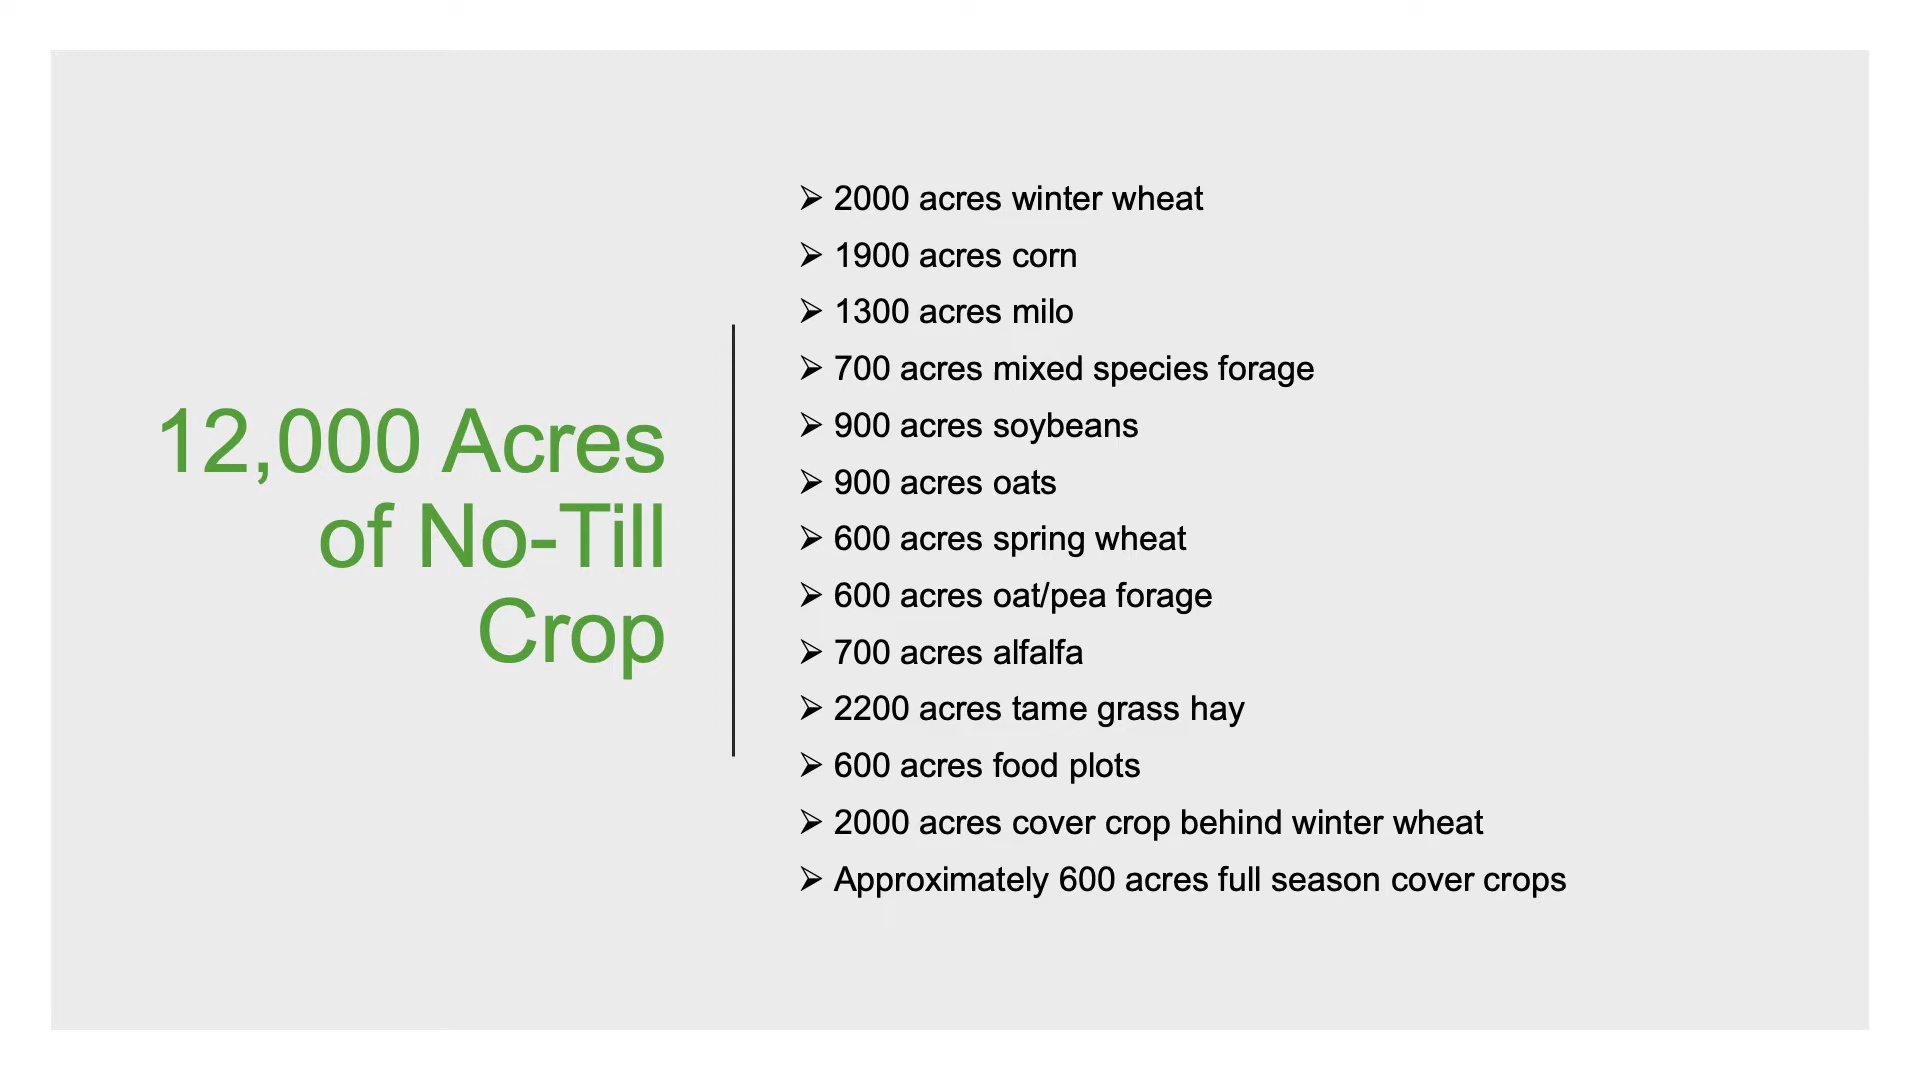 12,000 Acres
of No-Till
Crop
➢ 2000 acres winter wheat
➢ 1900 acres corn
➢ 1300 acres milo
➢ 700 acres mixed species forage
➢ 900 acres soybeans
➢ 900 acres oats
➢ 600 acres spring wheat
➢ 600 acres oat/pea forage
➢ 700 acres alfalfa
➢ 2200 acres tame grass hay
➢ 600 acres food plots
➢ 2000 acres cover crop behind winter wheat
➢ Approximately 600 acres full season cover crops